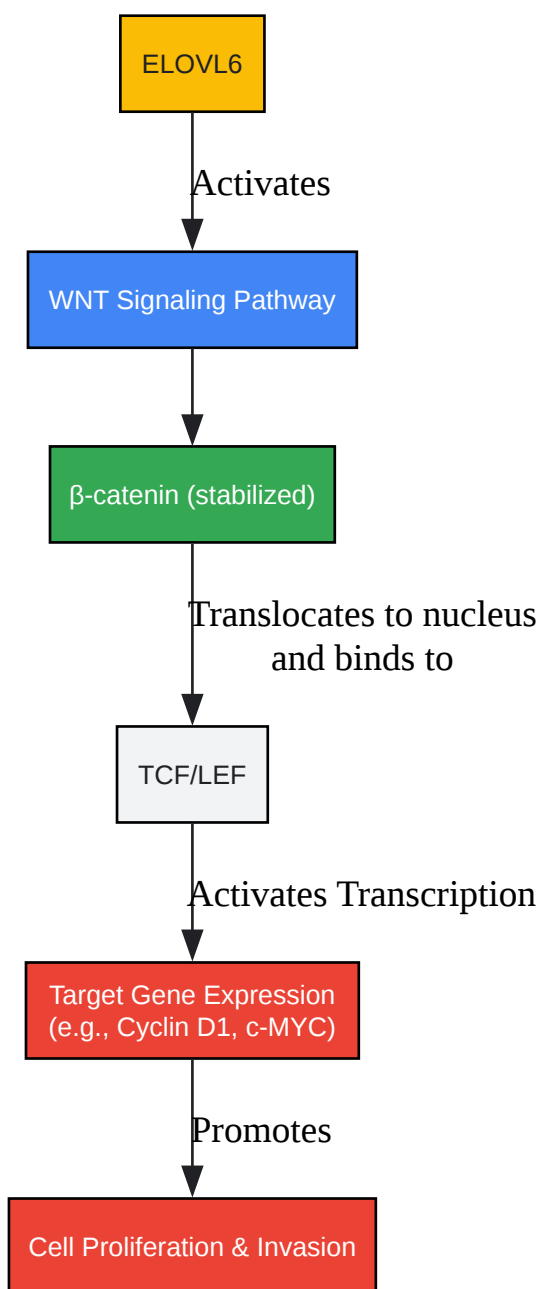 ELOVL6
Activates
WNT Signaling Pathway
β-catenin (stabilized)
Translocates to nucleus
and binds to
TCF/LEF
Activates Transcription
Target Gene Expression
(e.g., Cyclin D1, c-MYC)
Promotes
Cell Proliferation & Invasion